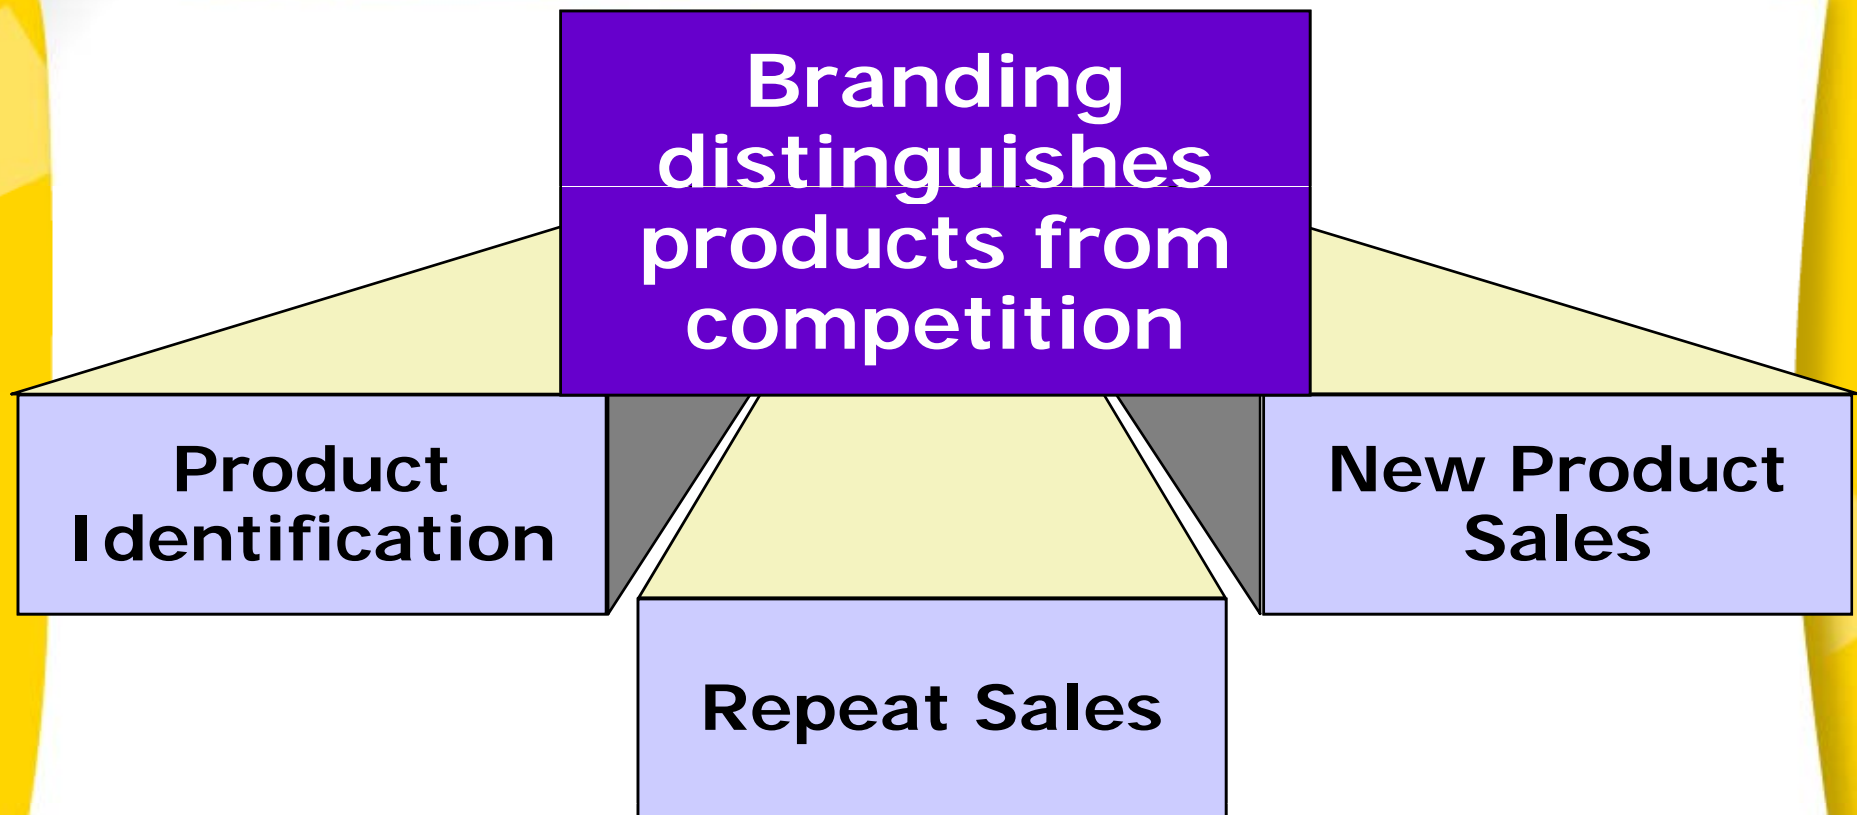 Branding
distinguishes
products from
competition
Product
Identification
New Product
Sales
Repeat Sales